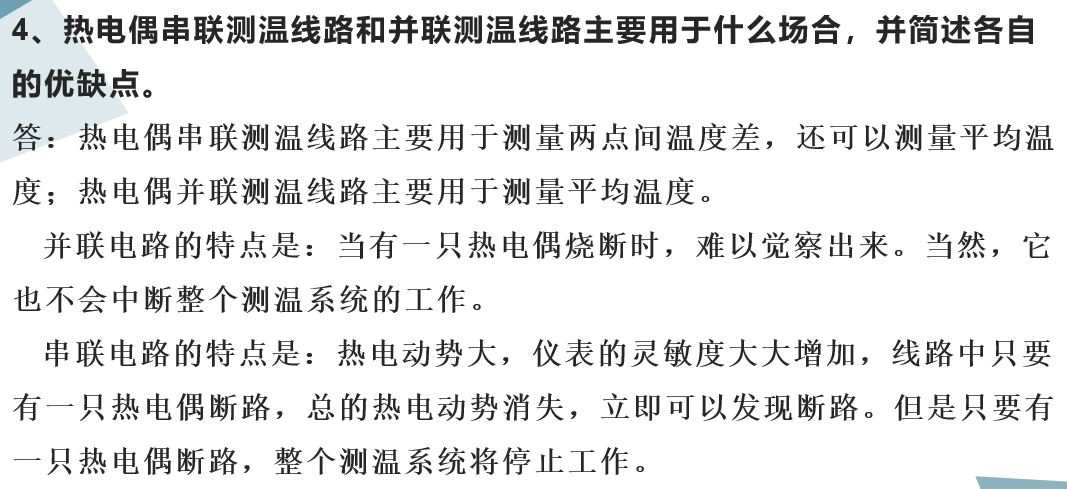 4、热电偶串联测温线路和并联测温线路主要用于什么场合，并简述各自
的优缺点。
答：热电偶串联测温线路主要用于测量两点间温度差，还可以测量平均温
度；热电偶并联测温线路主要用于测量平均温度。
并联电路的特点是：当有一只热电偶烧断时，难以觉察出来。当然，它
也不会中断整个测温系统的工作。
串联电路的特点是：热电动势大，仪表的灵敏度大大增加，线路中只要
有一只热电偶断路，总的热电动势消失，立即可以发现断路。但是只要有
一只热电偶断路，整个测温系统将停止工作。